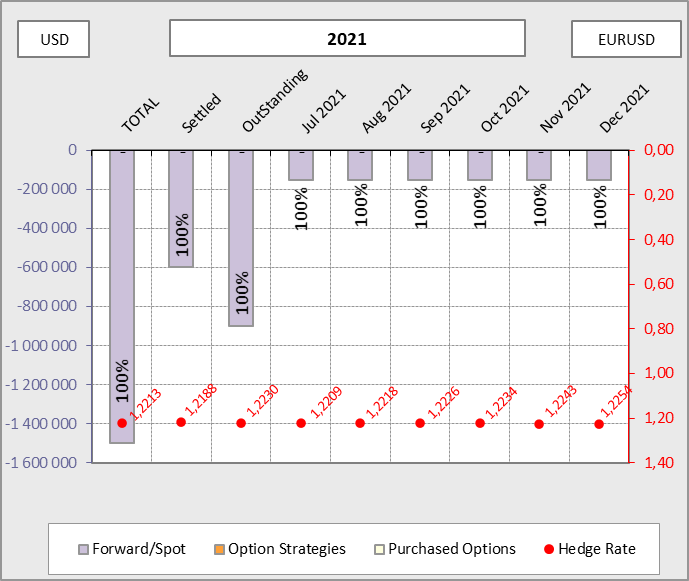 USD
2021
EURUSD
TOTAL
Settled
OutStanding
Jul 2021
Aug 2021
Sep 2021
Oct 2021
Nov 2021
Dec 2021
0
-200 000
-400 000
-600 000
-800 000
-1 000 000
-1 200 000
-1 400 000
-1 600 000
100%
100%
100%
100%
100%
100%
100%
100%
100%
1,2213
1,2188
1,2230
1,2209
1,2218
1,2226
1,2234
1,2243
1,2254
0,00
0,20
0,40
0,60
0,80
1,00
1,20
1,40
Forward/Spot
Option Strategies
Purchased Options
Hedge Rate